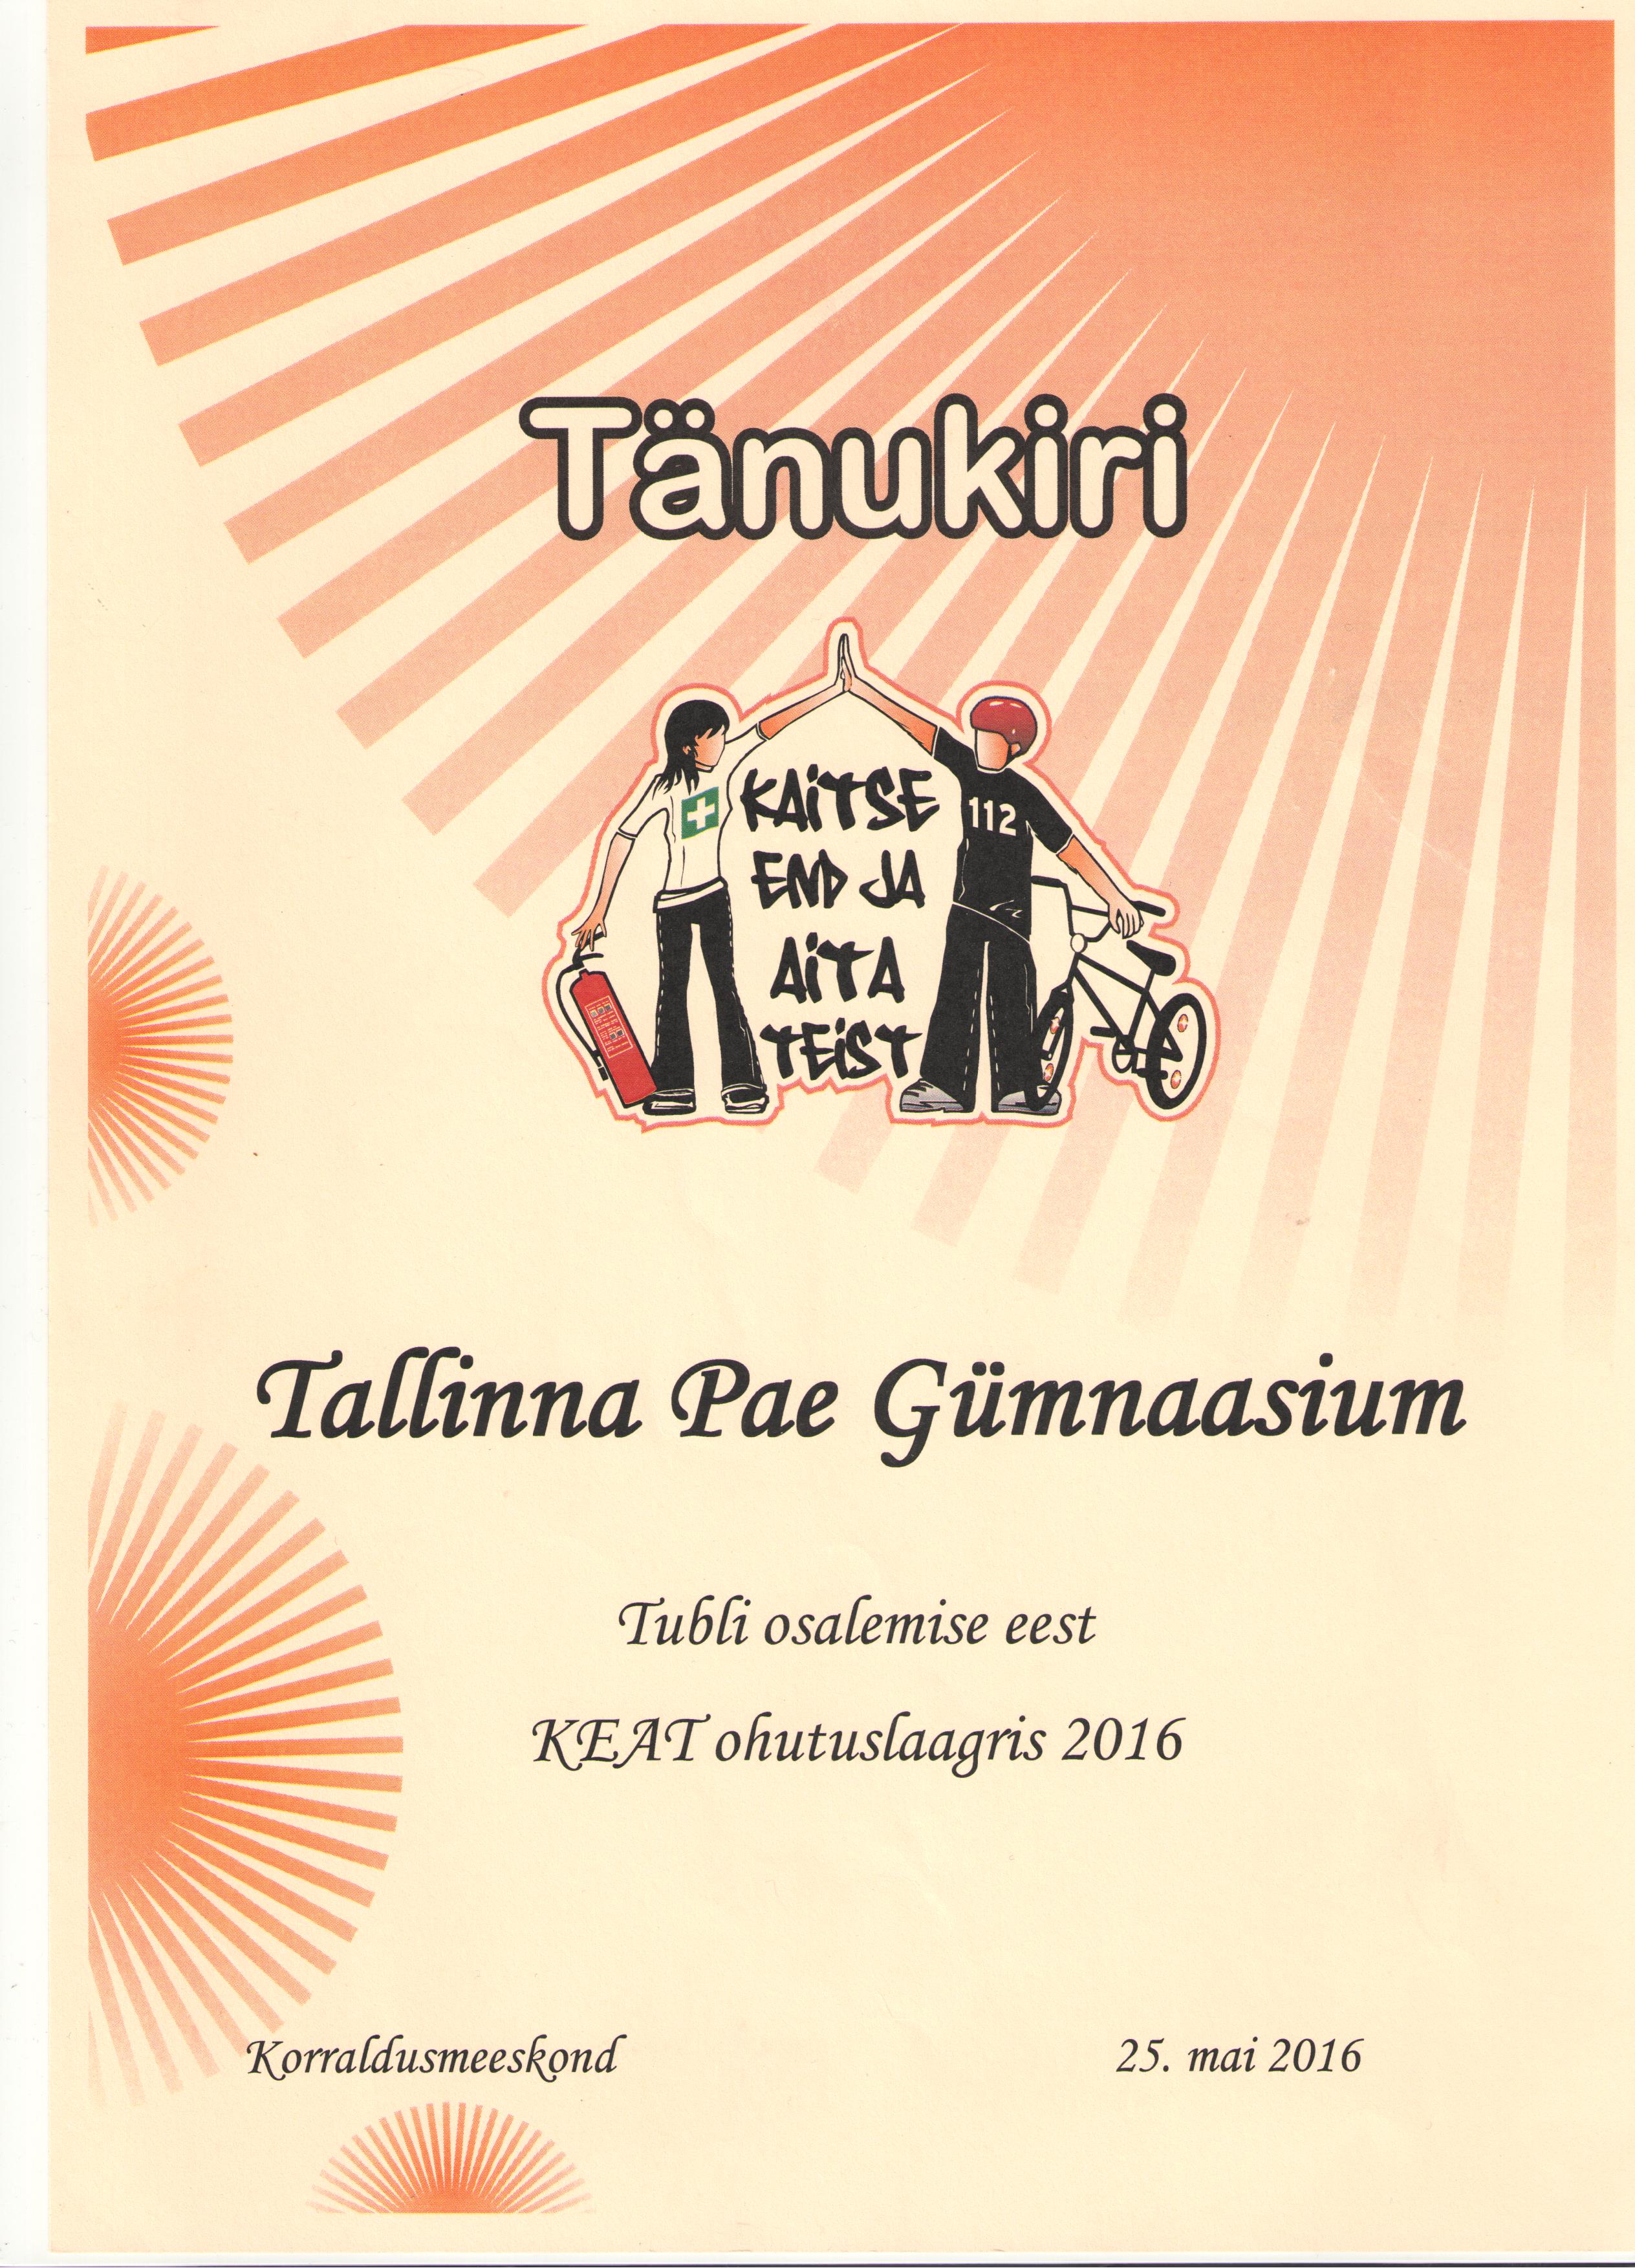 Tänukiri
KAiTSE
END JA
AiTA
TEiST
112
Tallinna Pae Gümnaasium
Tubli osalemise eest
KEAT ohutuslaagris 2016
Korraldusmeeskond
25. mai 2016